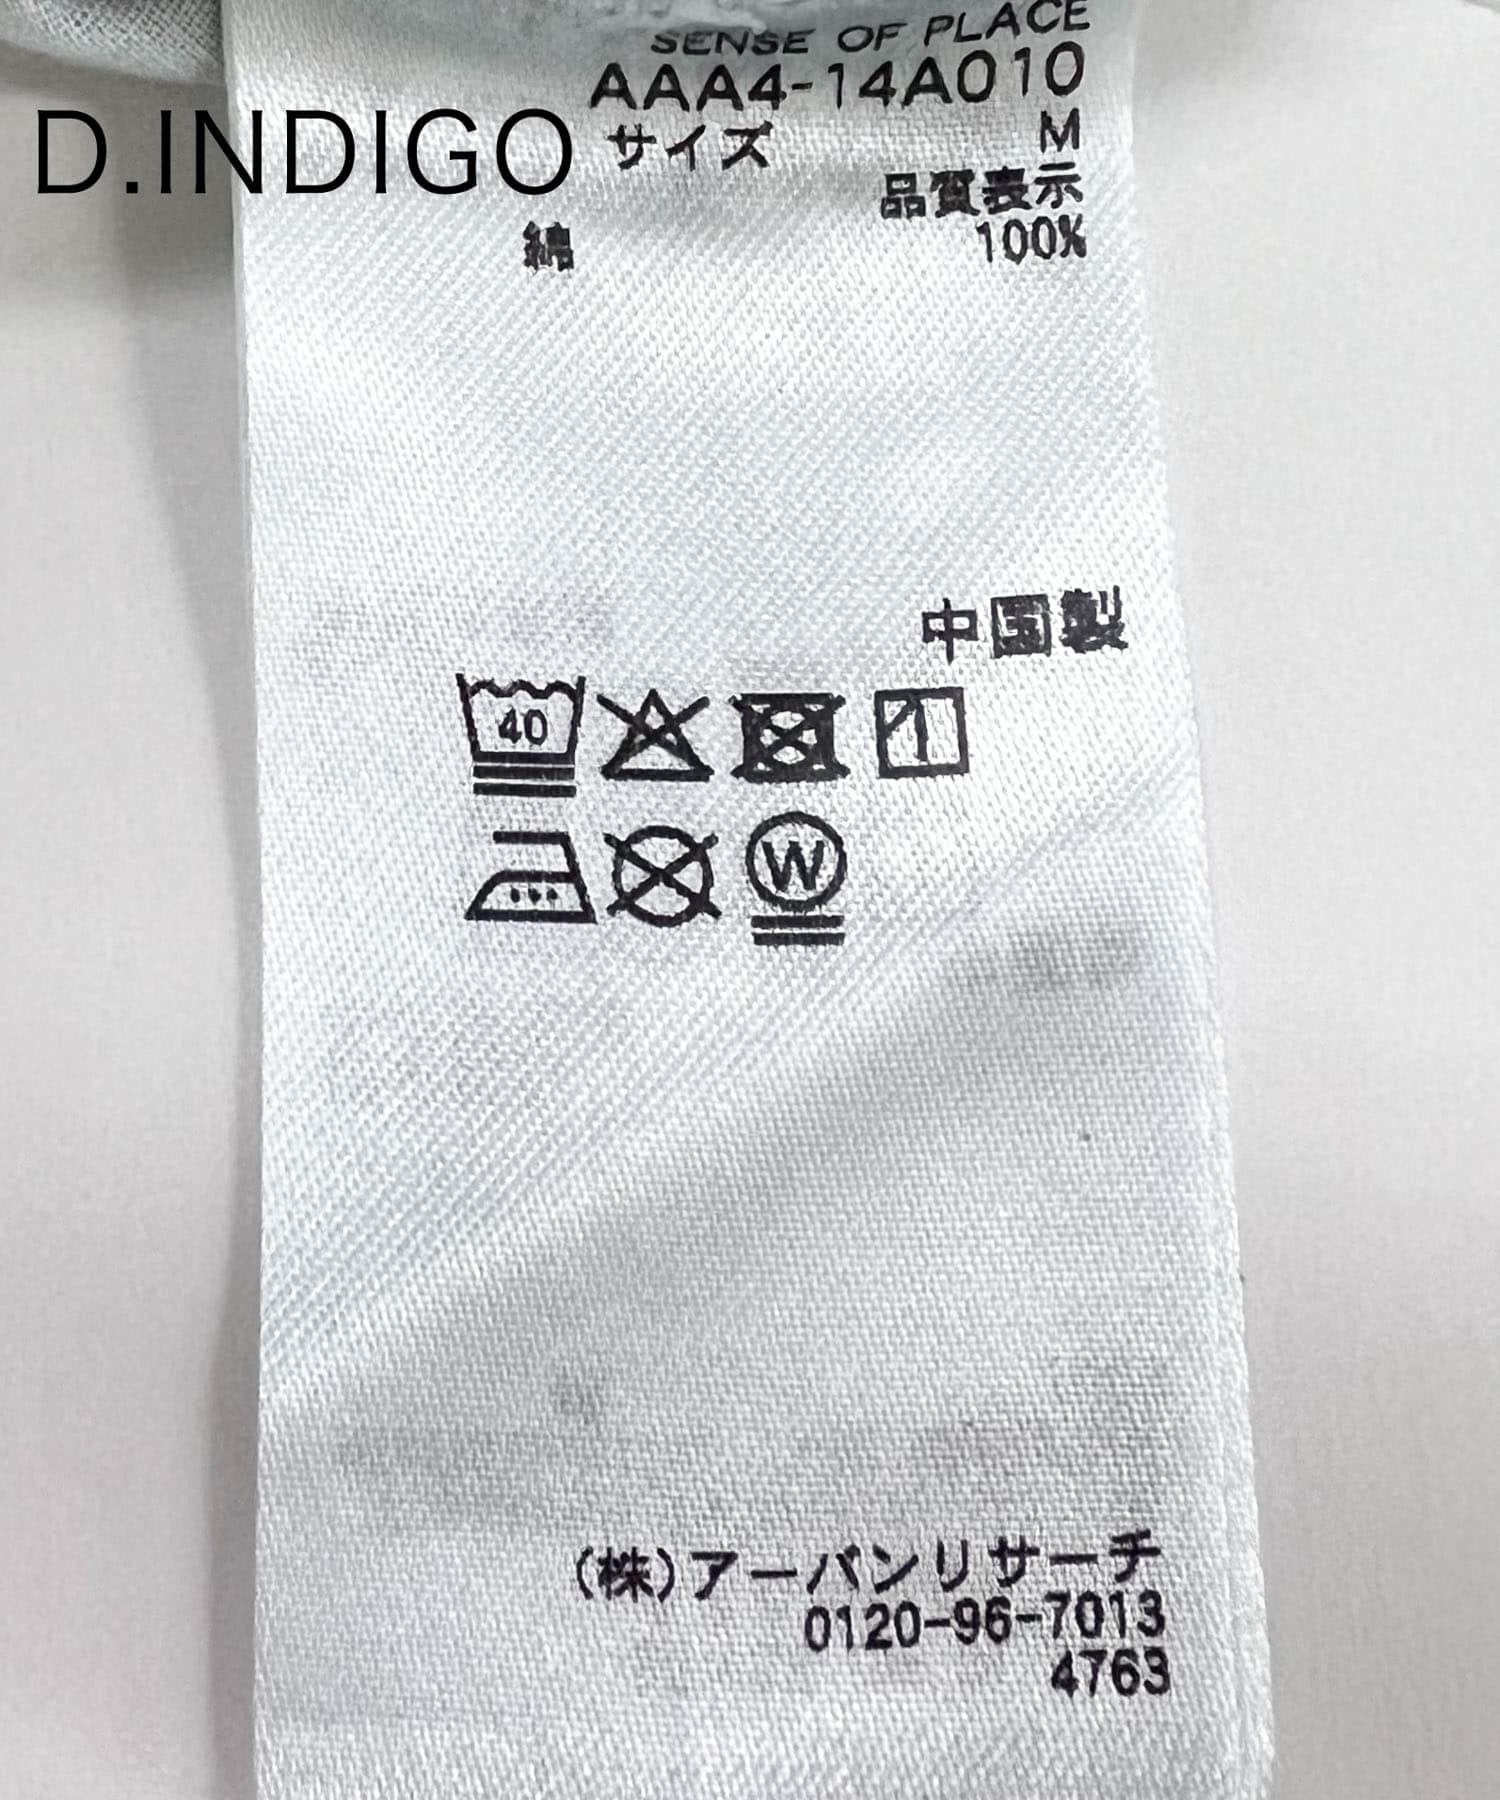 SENSE OF PLACE
AAA4-14A010
D.INDIGO
サイズ M
品質表示
綿 100%
中国製
40
W
(株)アーバンリサーチ
0120-96-7013
4763